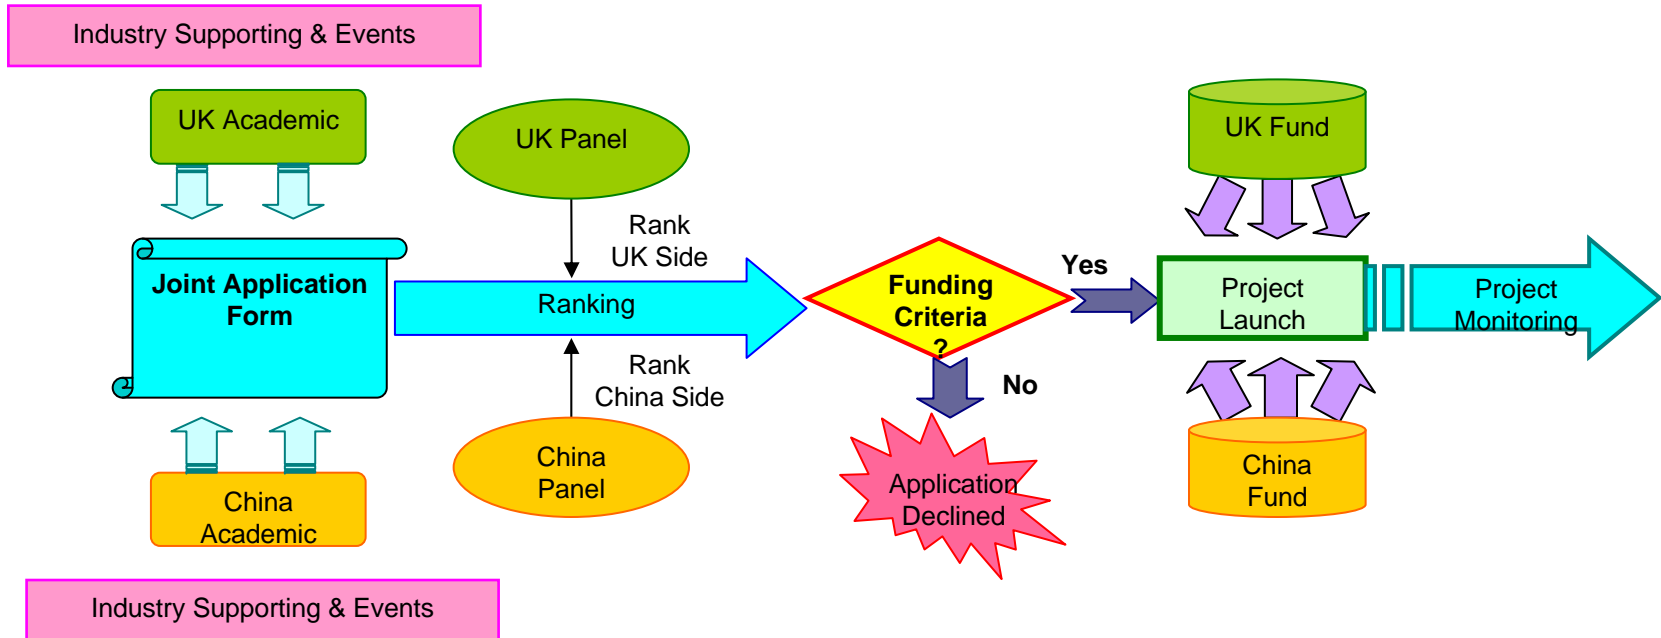 Industry Supporting & Events
UK Academic
UK Panel
UK Fund
Rank
UK Side
Joint Application
Form
Ranking
Funding
Criteria
?
Yes
Project
Launch
Project
Monitoring
Rank
China Side
No
China
Panel
China
Fund
Application
Declined
China
Academic
Industry Supporting & Events